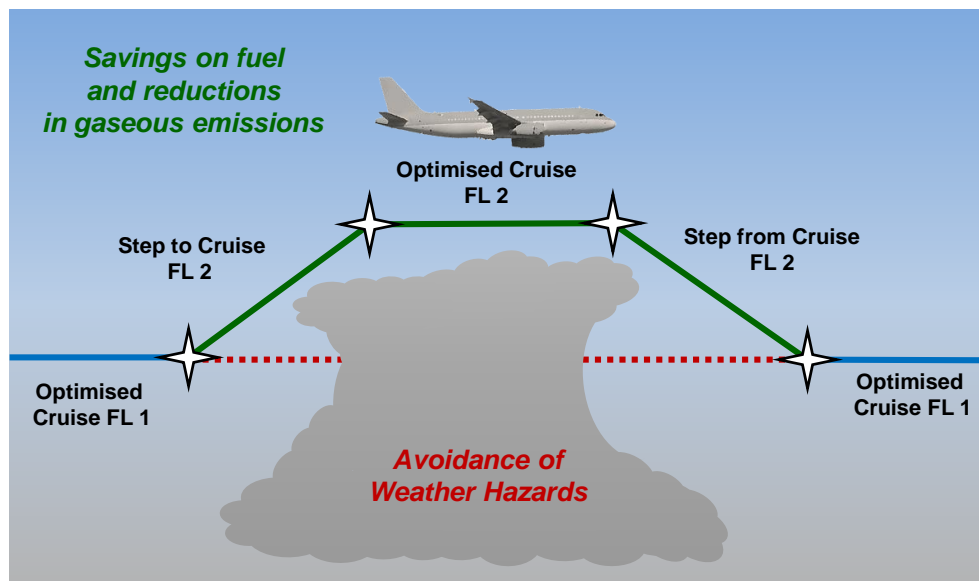 Savings on fuel
and reductions
in gaseous emissions
Optimised Cruise
FL 2
Step to Cruise
FL 2
Step from Cruise
FL 2
Optimised
Cruise FL 1
Optimised
Cruise FL 1
Avoidance of
Weather Hazards